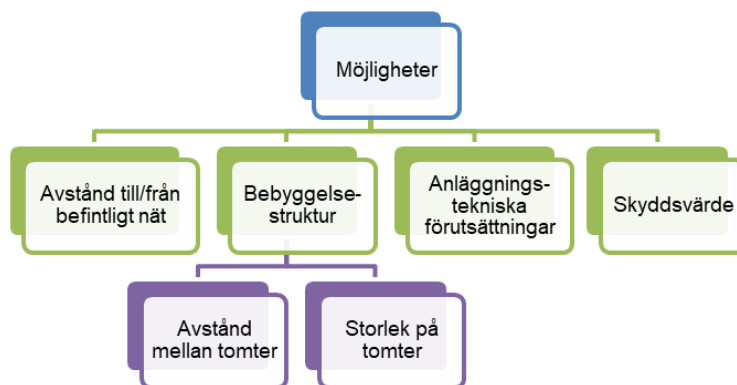 Möjligheter
Avstånd till/från
befintligt nät
Bebyggelse-
struktur
Anläggnings-
tekniska
förutsättningar
Skyddsvärde
Avstånd
mellan tomter
Storlek på
tomter